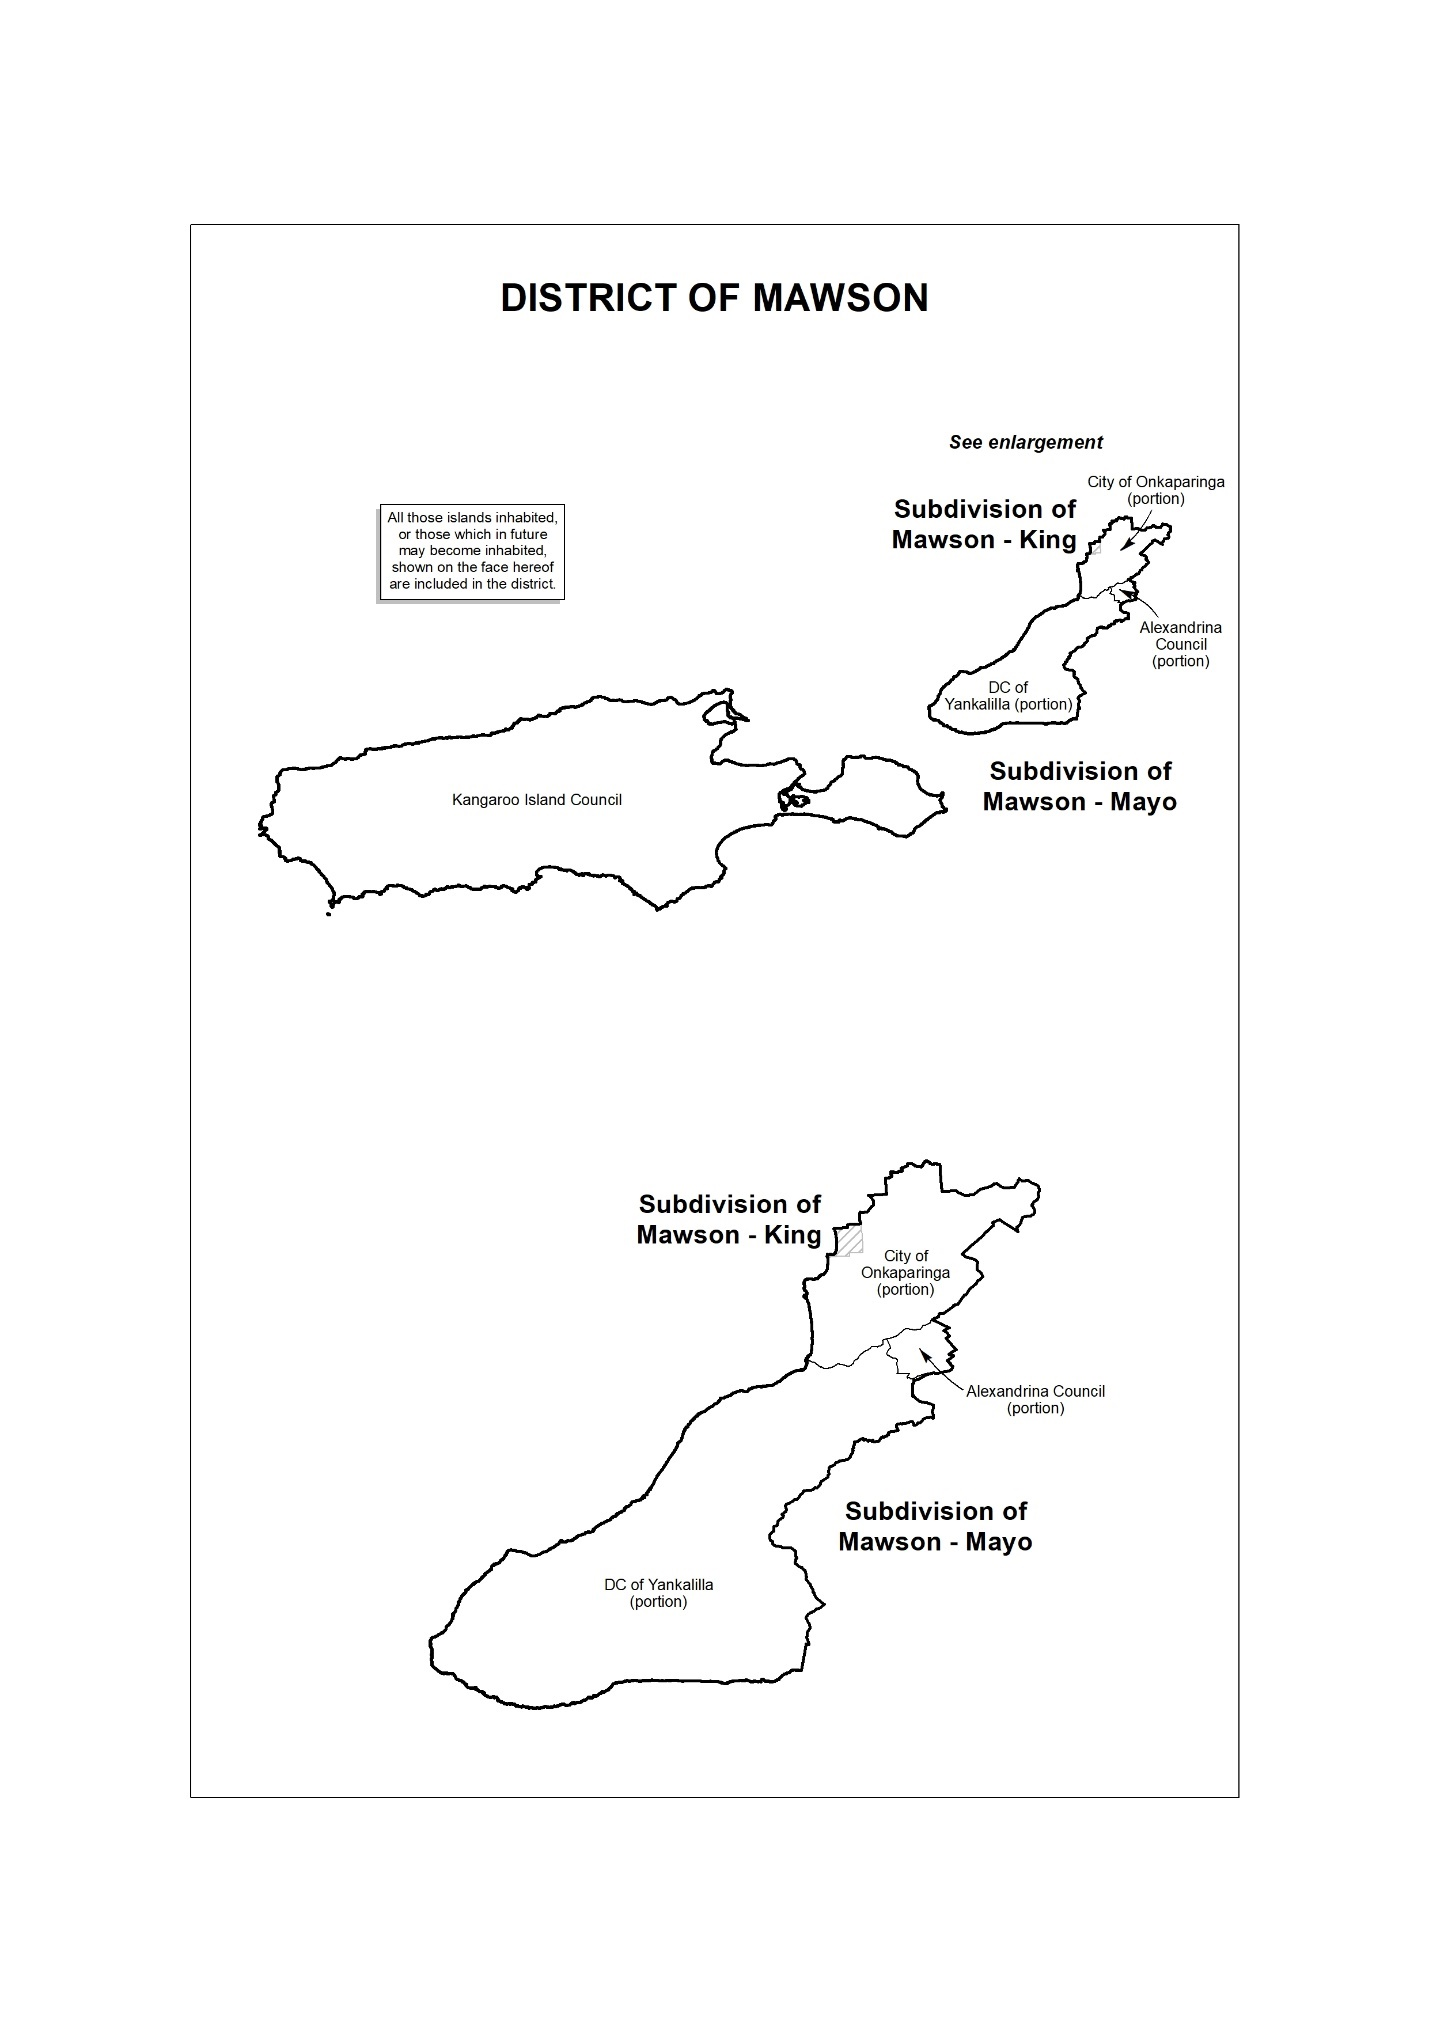 DISTRICT OF MAWSON
See enlargement
City of Onkaparinga
(portion)
Subdivision of
Mawson - King
All those islands inhabited,
or those which in future
may become inhabited,
shown on the face hereof
are included in the district.
Alexandrina
Council
(portion)
DC of
Yankalilla (portion)
Subdivision of
Mawson - Mayo
Kangaroo Island Council
Subdivision of
Mawson - King
City of
Onkaparinga
(portion)
Alexandrina Council
(portion)
Subdivision of
Mawson - Mayo
DC of Yankalilla
(portion)